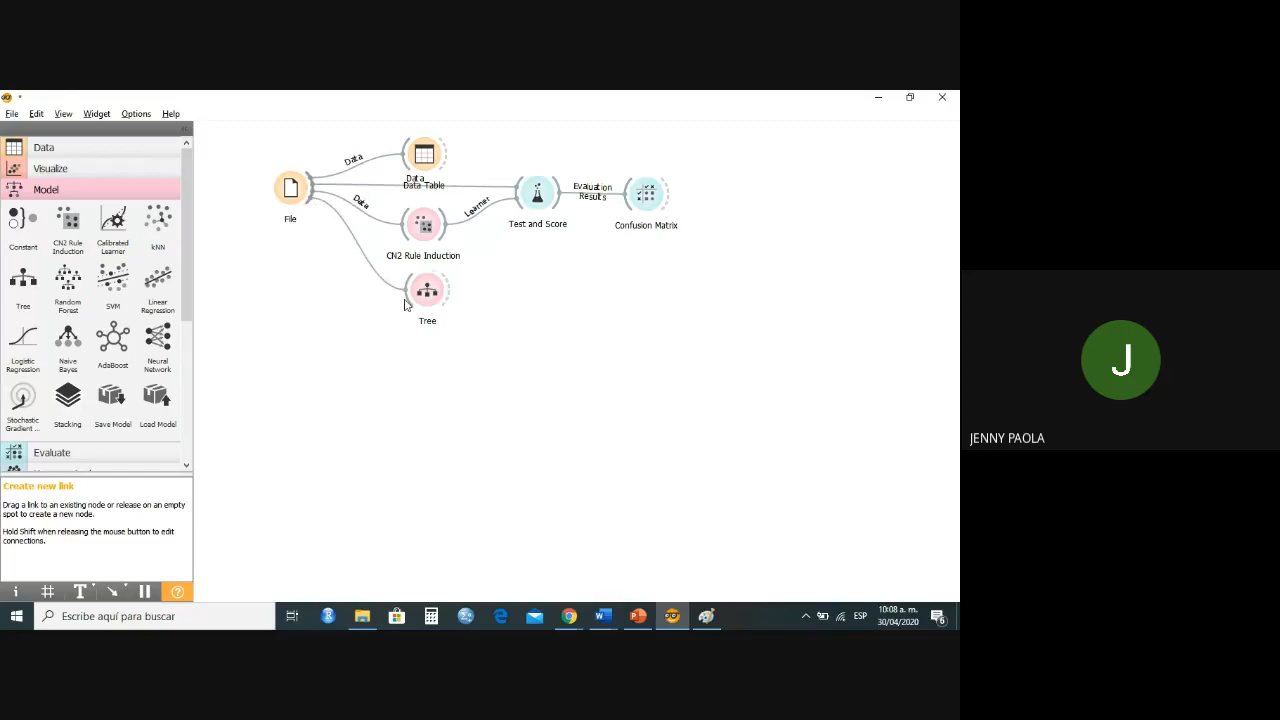 File Edit View Widget Options Help
Data
Visualize
Model
Constant
CN2 Rule
Induction
Calibrated
Learner
kNN
Tree
Random
Forest
SVM
Linear
Regression
Logistic
Regression
Naive
Bayes
AdaBoost
Neural
Network
Stochastic
Gradient ...
Stacking
Save Model
Load Model
Evaluate
Create new link
Drag a link to an existing node or release on an empty
spot to create a new node.
Hold Shift when releasing the mouse button to edit
connections.
File
Data
Data
Data Table
Data
CN2 Rule Induction
Learner
Tree
Test and Score
Evaluation
Results
Confusion Matrix
Escribe aquí para buscar
ESP
10:08 a. m.
30/04/2020
6
J
JENNY PAOLA